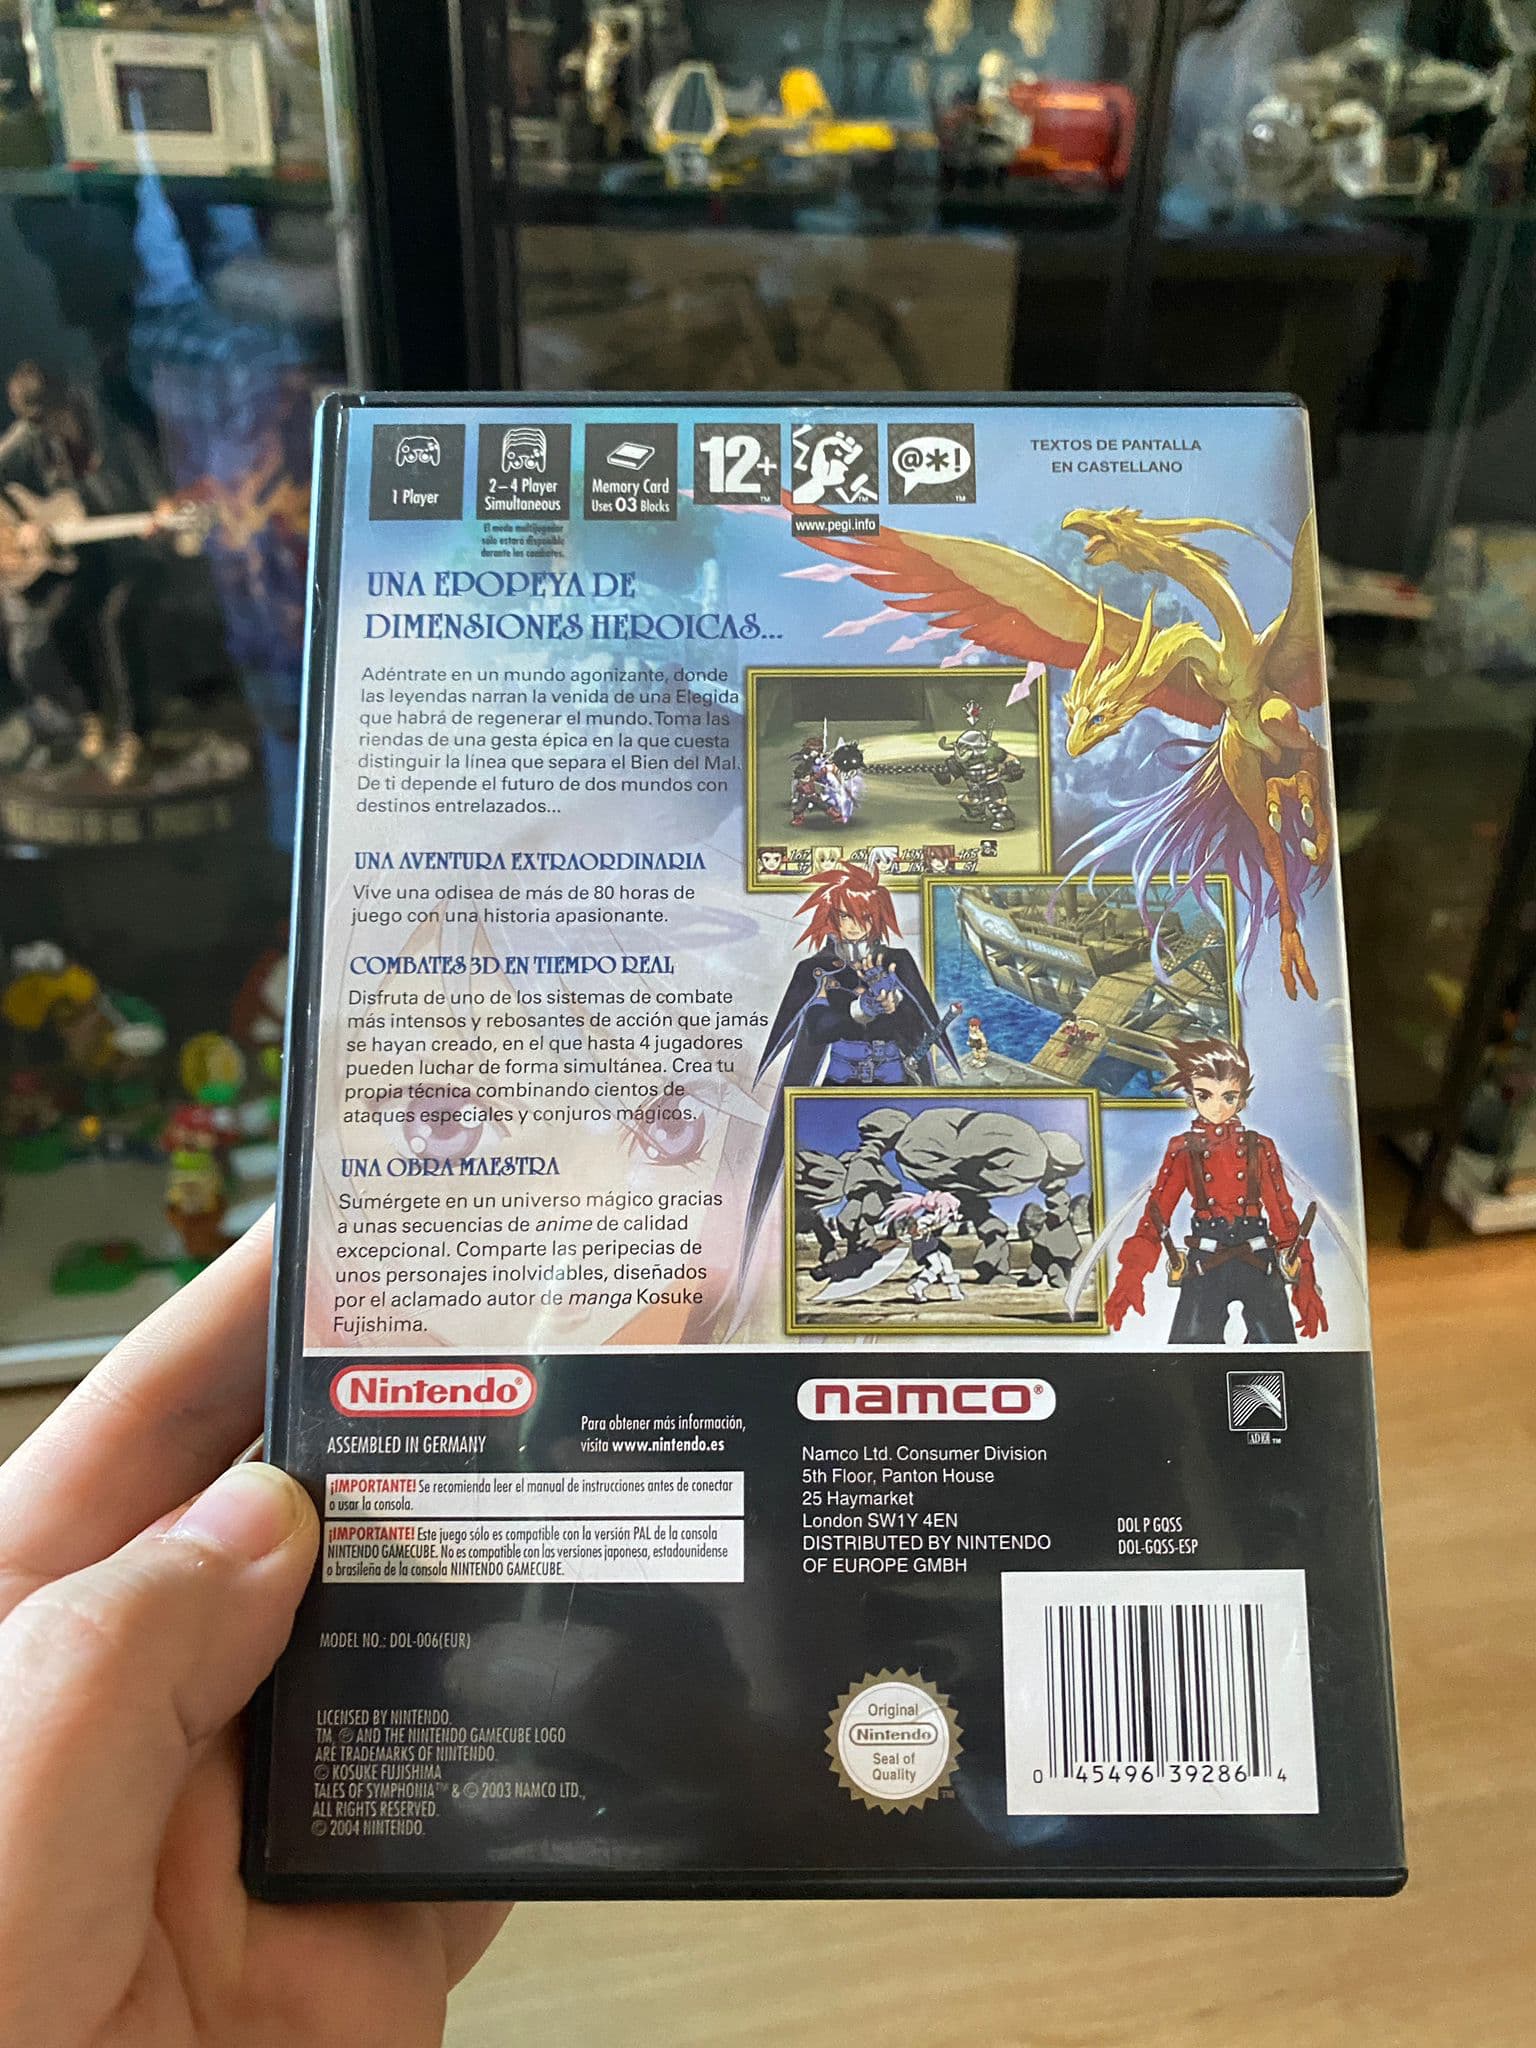 1 Player
2-4 Player
Simultaneous
El modo multijugador
sólo estará disponible
durante los combates.
Memory Card
Uses 03 Blocks
12+
TM
www.pegi.info
TM
@*!
TM
TEXTOS DE PANTALLA
EN CASTELLANO
UNA EPOPEYA DE
DIMENSIONES HEROICAS...
Adéntrate en un mundo agonizante, donde
las leyendas narran la venida de una Elegida
que habrá de regenerar el mundo. Toma las
riendas de una gesta épica en la que cuesta
distinguir la línea que separa el Bien del Mal.
De ti depende el futuro de dos mundos con
destinos entrelazados...
UNA AVENTURA EXTRAORDINARIA
Vive una odisea de más de 80 horas de
juego con una historia apasionante.
COMBATES 3D EN TIEMPO REAL
Disfruta de uno de los sistemas de combate
más intensos y rebosantes de acción que jamás
se hayan creado, en el que hasta 4 jugadores
pueden luchar de forma simultánea. Crea tu
propia técnica combinando cientos de
ataques especiales y conjuros mágicos.
UNA OBRA MAESTRA
Sumérgete en un universo mágico gracias
a unas secuencias de anime de calidad
excepcional. Comparte las peripecias de
unos personajes inolvidables, diseñados
por el aclamado autor de manga Kosuke
Fujishima.
Nintendo®
ASSEMBLED IN GERMANY
Para obtener más información,
visita www.nintendo.es
¡IMPORTANTE! Se recomienda leer el manual de instrucciones antes de conectar
o usar la consola.
¡IMPORTANTE! Este juego sólo es compatible con la versión PAL de la consola
NINTENDO GAMECUBE. No es compatible con las versiones japonesa, estadounidense
o brasileña de la consola NINTENDO GAMECUBE.
MODEL NO.: DOL-006(EUR)
LICENSED BY NINTENDO.
TM, ® AND THE NINTENDO GAMECUBE LOGO
ARE TRADEMARKS OF NINTENDO.
© KOSUKE FUJISHIMA
TALES OF SYMPHONIA™ & © 2003 NAMCO LTD.,
ALL RIGHTS RESERVED.
© 2004 NINTENDO.
namco®
Namco Ltd. Consumer Division
5th Floor, Panton House
25 Haymarket
London SW1Y 4EN
DISTRIBUTED BY NINTENDO
OF EUROPE GMBH
DOL P GQSS
DOL-GQSS-ESP
Original
Nintendo
Seal of
Quality
TM
0 45496 39286 4